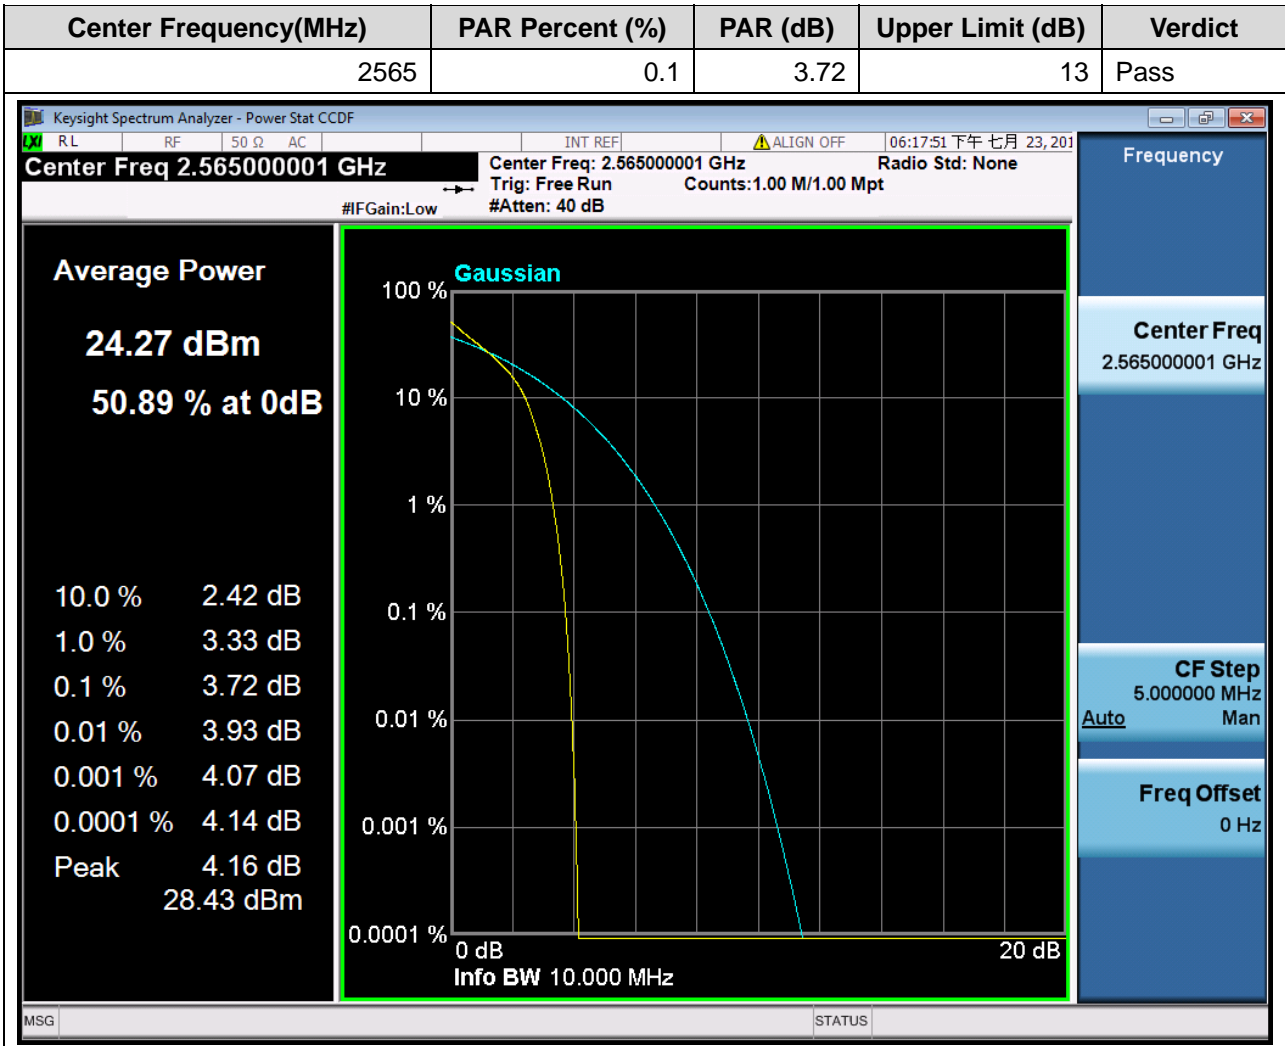 Center Frequency(MHz) PAR Percent (%) PAR (dB) Upper Limit (dB) Verdict
2565 0.1 3.72 13 Pass
Keysight Spectrum Analyzer - Power Stat CCDF
LXI RL RF 50 Ω AC INT REF ALIGN OFF 06:17:51 下午 七月 23, 201
Center Freq 2.565000001 GHz
Center Freq: 2.565000001 GHz Radio Std: None
Trig: Free Run Counts:1.00 M/1.00 Mpt
#IFGain:Low #Atten: 40 dB
Frequency
Average Power
24.27 dBm
50.89 % at 0dB
10.0 % 2.42 dB
1.0 % 3.33 dB
0.1 % 3.72 dB
0.01 % 3.93 dB
0.001 % 4.07 dB
0.0001 % 4.14 dB
Peak 4.16 dB
28.43 dBm
Gaussian
100 %
10 %
1 %
0.1 %
0.01 %
0.001 %
0.0001 %
0 dB 20 dB
Info BW 10.000 MHz
Center Freq
2.565000001 GHz
CF Step
5.000000 MHz
Auto Man
Freq Offset
0 Hz
MSG STATUS